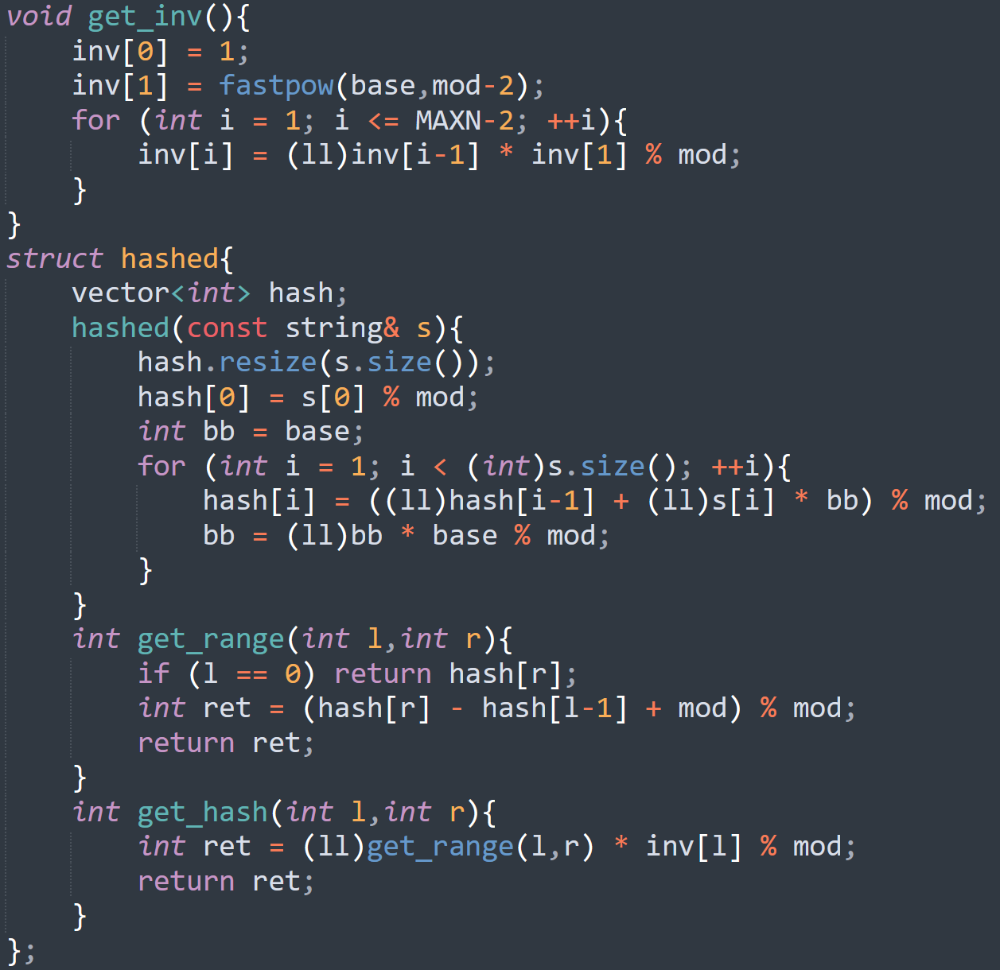 void get_inv(){
    inv[0] = 1;
    inv[1] = fastpow(base,mod-2);
    for (int i = 1; i <= MAXN-2; ++i){
        inv[i] = (ll)inv[i-1] * inv[1] % mod;
    }
}
struct hashed{
    vector<int> hash;
    hashed(const string& s){
        hash.resize(s.size());
        hash[0] = s[0] % mod;
        int bb = base;
        for (int i = 1; i < (int)s.size(); ++i){
            hash[i] = ((ll)hash[i-1] + (ll)s[i] * bb) % mod;
            bb = (ll)bb * base % mod;
        }
    }
    int get_range(int l,int r){
        if (l == 0) return hash[r];
        int ret = (hash[r] - hash[l-1] + mod) % mod;
        return ret;
    }
    int get_hash(int l,int r){
        int ret = (ll)get_range(l,r) * inv[l] % mod;
        return ret;
    }
};